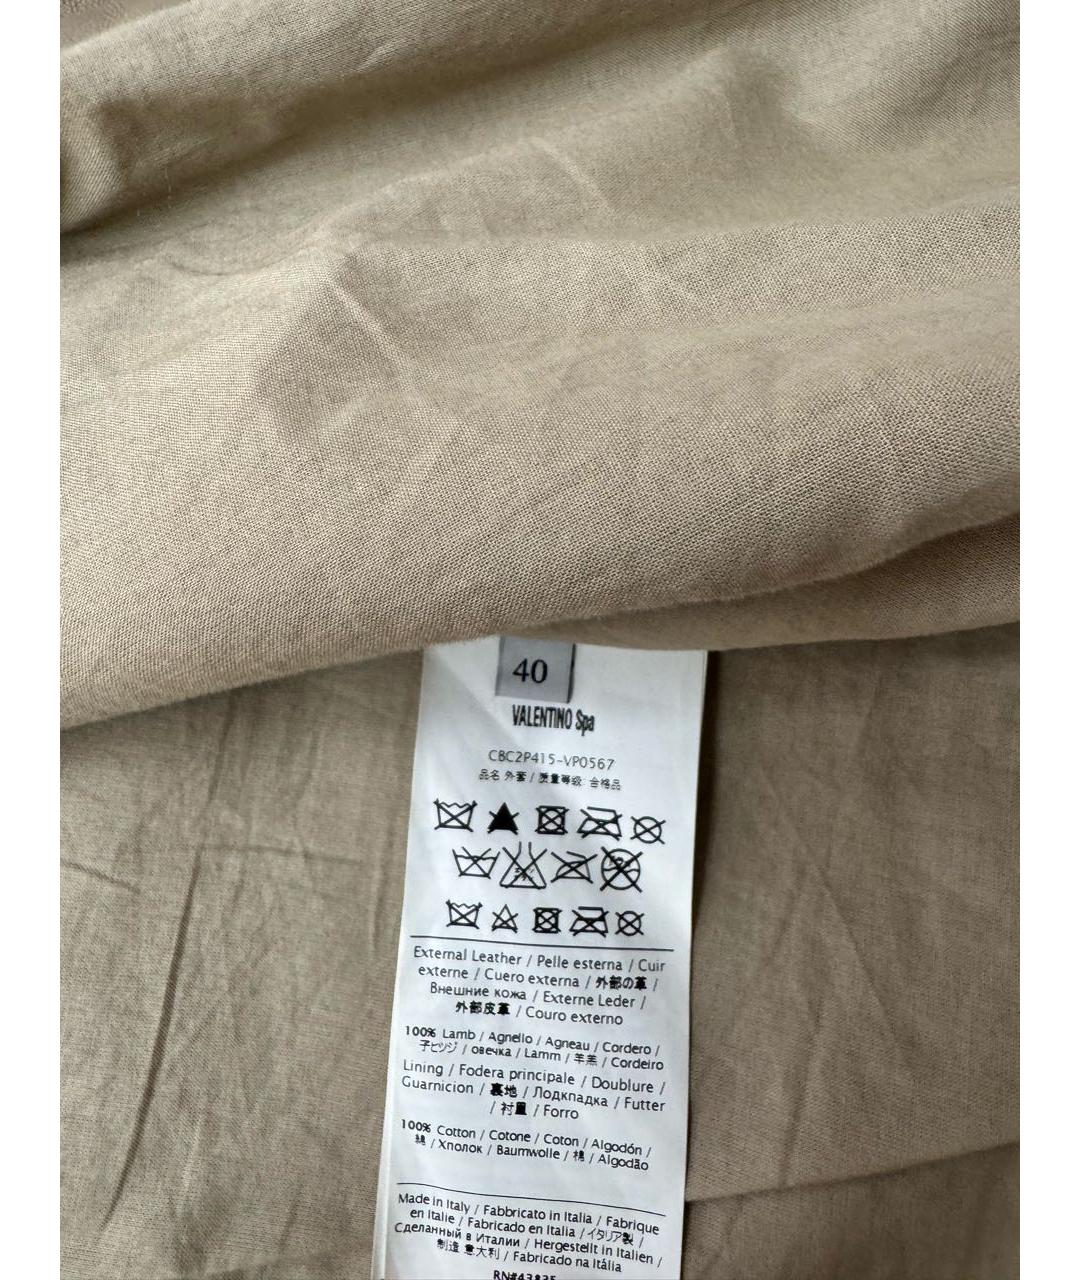 40
VALENTINO Spa
CBC2P415-VP0567
品名 外套 / 质量等级: 合格品
External Leather / Pelle esterna / Cuir
externe / Cuero externa / 外部の革 /
Внешние кожа / Externe Leder /
外部皮革 / Couro externo
100% Lamb / Agnello / Agneau / Cordero /
子ヒツジ / овечка / Lamm / 羊羔 / Cordeiro
Lining / Fodera principale / Doublure /
Guarnicion / 裏地 / Лодкпадка / Futter
/ 衬里 / Forro
100% Cotton / Cotone / Coton / Algodón /
綿 / Хполок / Baumwolle / 棉 / Algodão
Made in Italy / Fabbricato in Italia / Fabrique
en Italie / Fabricado en Italia / イタリア製 /
Сделанный в Италии / Hergestellt in Italien /
制造 意大利 / Fabricado na Itália
RN#43835